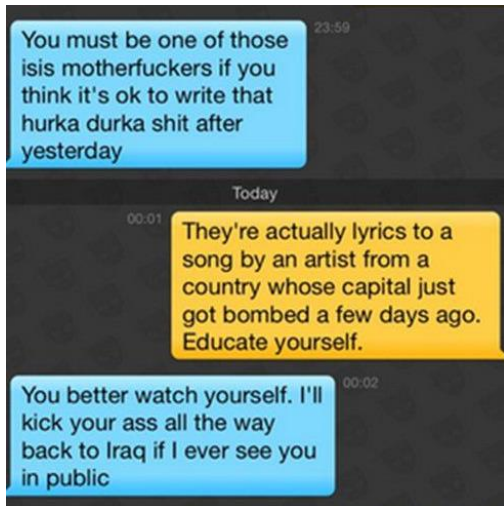 23:59
You must be one of those
isis motherfuckers if you
think it's ok to write that
hurka durka shit after
yesterday
Today
00:01
They're actually lyrics to a
song by an artist from a
country whose capital just
got bombed a few days ago.
Educate yourself.
00:02
You better watch yourself. I'll
kick your ass all the way
back to Iraq if I ever see you
in public